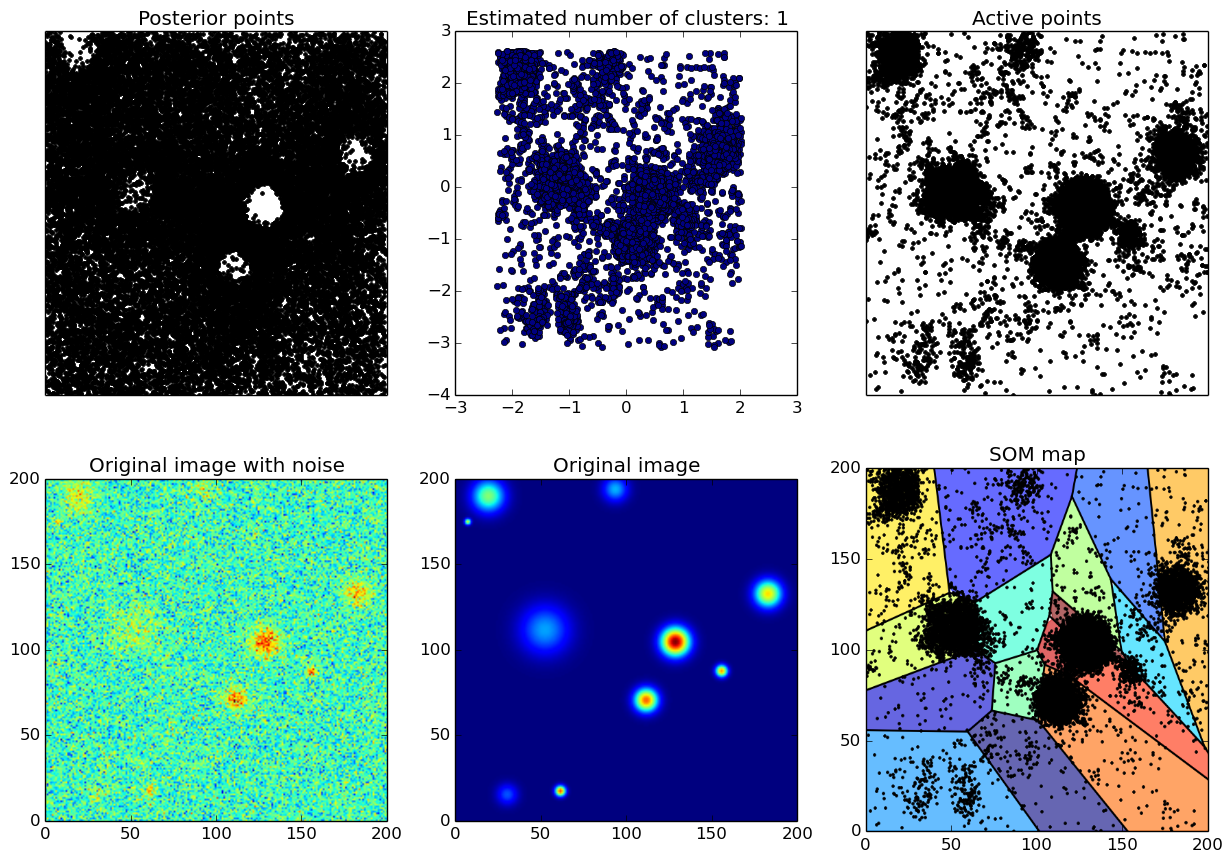 Posterior points
Estimated number of clusters: 1
Active points
3
2
1
0
−1
−2
−3
−4
−3 −2 −1 0 1 2 3
Original image with noise
Original image
SOM map
200
150
100
50
0
0 50 100 150 200
200
150
100
50
0
0 50 100 150 200
200
150
100
50
0
0 50 100 150 200